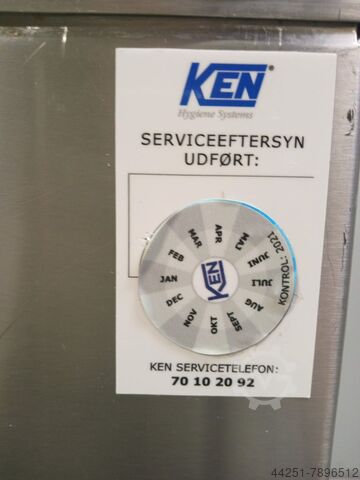 KEN
Hygiene Systems
SERVICEEFTERSYN
UDFØRT:
KONTROL: 2021
JAN
FEB
MAR
APR
MAJ
JUNI
JULI
AUG
SEPT
OKT
NOV
DEC
KEN
KEN SERVICETELEFON:
70 10 20 92
44251-7896512